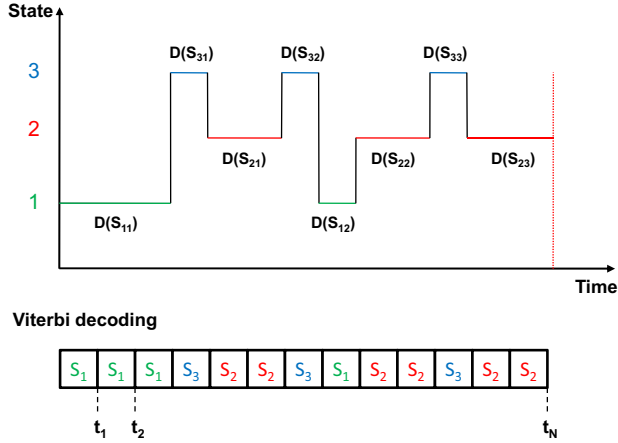 State
D(S31) D(S32) D(S33)
3
2
D(S21) D(S22) D(S23)
1
D(S11) D(S12)
Time
Viterbi decoding
S1 S1 S1 S3 S2 S2 S3 S1 S2 S2 S3 S2 S2
t1 t2 tN